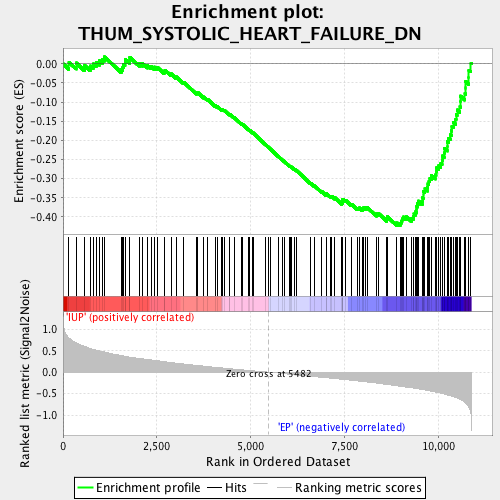 Enrichment plot:
THUM_SYSTOLIC_HEART_FAILURE_DN
Enrichment score (ES)
0.00
-0.05
-0.10
-0.15
-0.20
-0.25
-0.30
-0.35
-0.40
'IUP' (positively correlated)
Ranked list metric (Signal2Noise)
1.0
0.5
0.0
-0.5
-1.0
Zero cross at 5482
'EP' (negatively correlated)
0
2,500
5,000
7,500
10,000
Rank in Ordered Dataset
Enrichment profile
Hits
Ranking metric scores